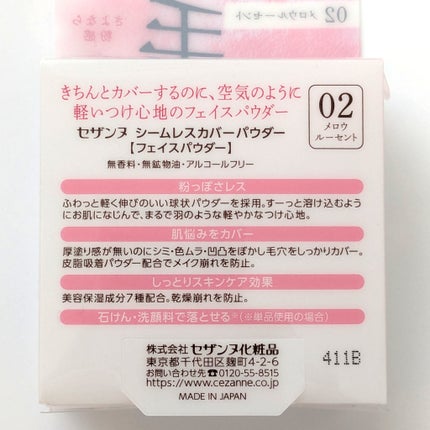 02 メロウルーセント
さよなら
粉感
毛
きちんとカバーするのに、空気のように
軽いつけ心地のフェイスパウダー
セザンヌ シームレスカバーパウダー
【フェイスパウダー】
無香料・無鉱物油・アルコールフリー
02
メロウ
ルーセント
粉っぽさレス
ふわっと軽く伸びのいい球状パウダーを採用。すーっと溶け込むよう
にお肌になじんで、まるで羽のような軽やかなつけ心地。
肌悩みをカバー
厚塗り感が無いのにシミ・色ムラ・凹凸をぼかし毛穴をしっかりカバー。
皮脂吸着パウダー配合でメイク崩れを防止。
しっとりスキンケア効果
美容保湿成分7種配合。乾燥崩れを防止。
石けん・洗顔料で落とせる※(※単品使用の場合)
株式会社 セザンヌ化粧品
東京都千代田区麹町4-2-6
お問い合わせ先 0120-55-8515
https://www.cezanne.co.jp
MADE IN JAPAN
411B